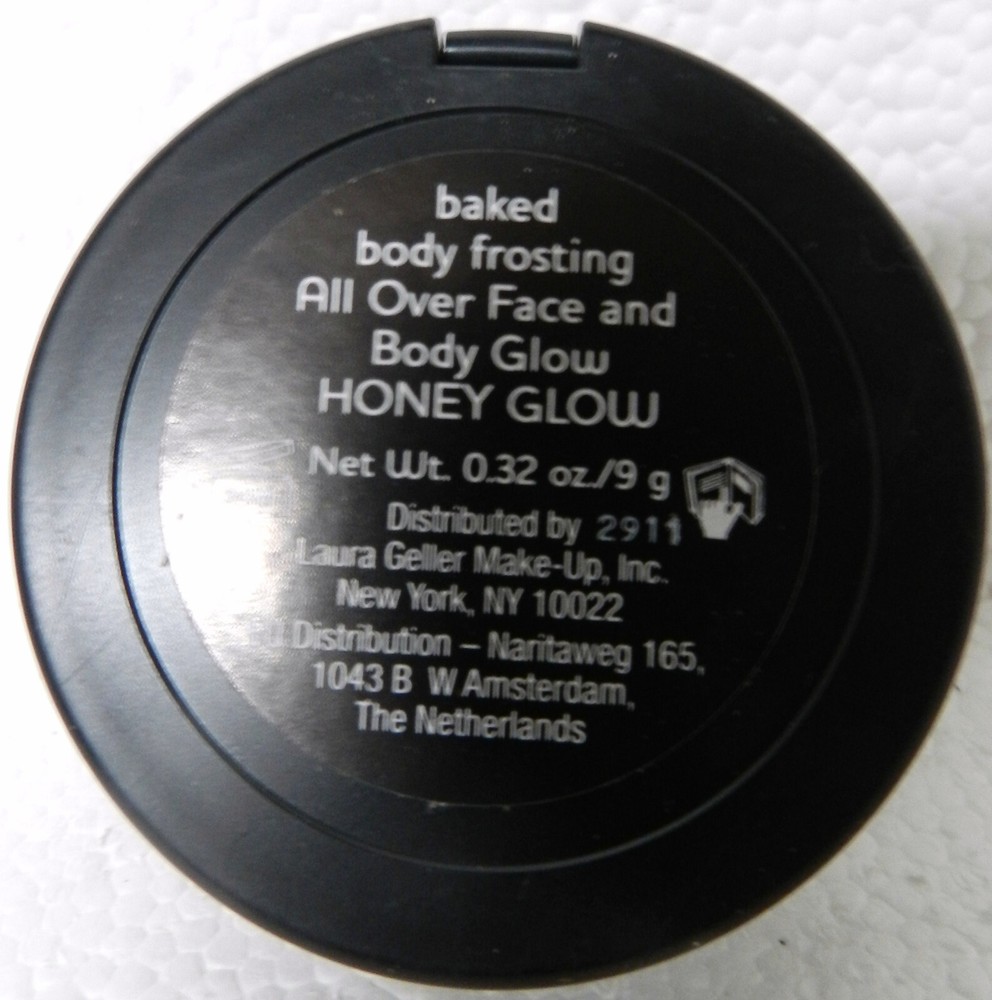 baked
body frosting
All Over Face and
Body Glow
HONEY GLOW
Net Wt. 0.32 oz./9 g
Distributed by 2911
Laura Geller Make-Up, Inc.
New York, NY 10022
Distribution – Naritaweg 165,
1043 B W Amsterdam,
The Netherlands